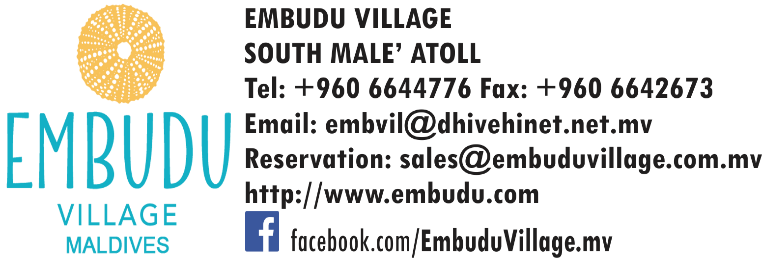 EMBUDU
VILLAGE
MALDIVES
EMBUDU VILLAGE
SOUTH MALE’ ATOLL
Tel: +960 6644776 Fax: +960 6642673
Email: embvil@dhivehinet.net.mv
Reservation: sales@embuduvillage.com.mv
http://www.embudu.com
f facebook.com/EmbuduVillage.mv